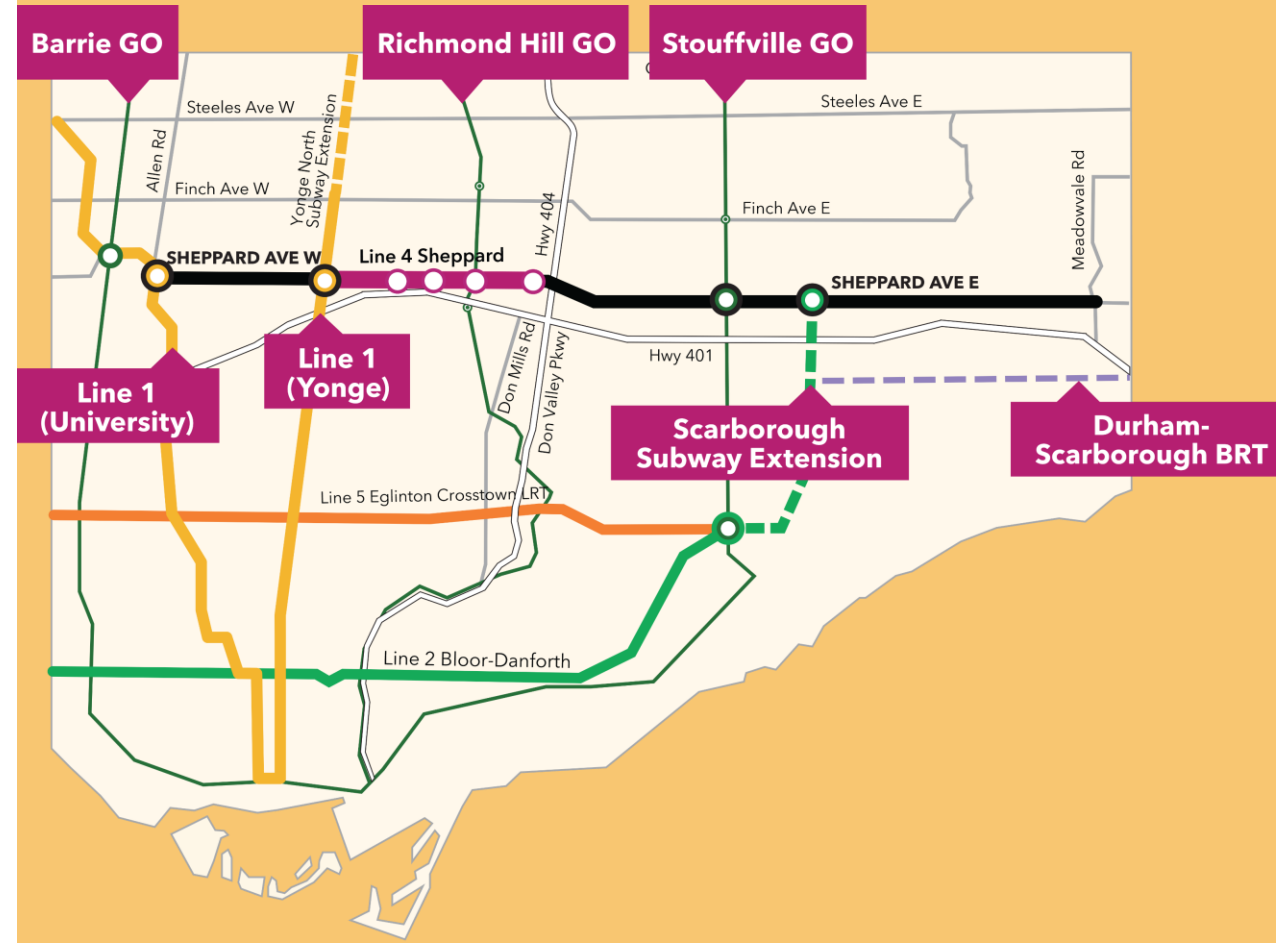 Barrie GO
Richmond Hill GO
Stouffville GO
Steeles Ave W
Steeles Ave E
Allen Rd
Yonge North
Subway Extension
Finch Ave W
Finch Ave E
Hwy 404
Meadowvale Rd
SHEPPARD AVE W
Line 4 Sheppard
SHEPPARD AVE E
Hwy 401
Don Mills Rd
Don Valley Pkwy
Line 1
(Yonge)
Line 1
(University)
Scarborough
Subway Extension
Durham-
Scarborough BRT
Line 5 Eglinton Crosstown LRT
Line 2 Bloor-Danforth